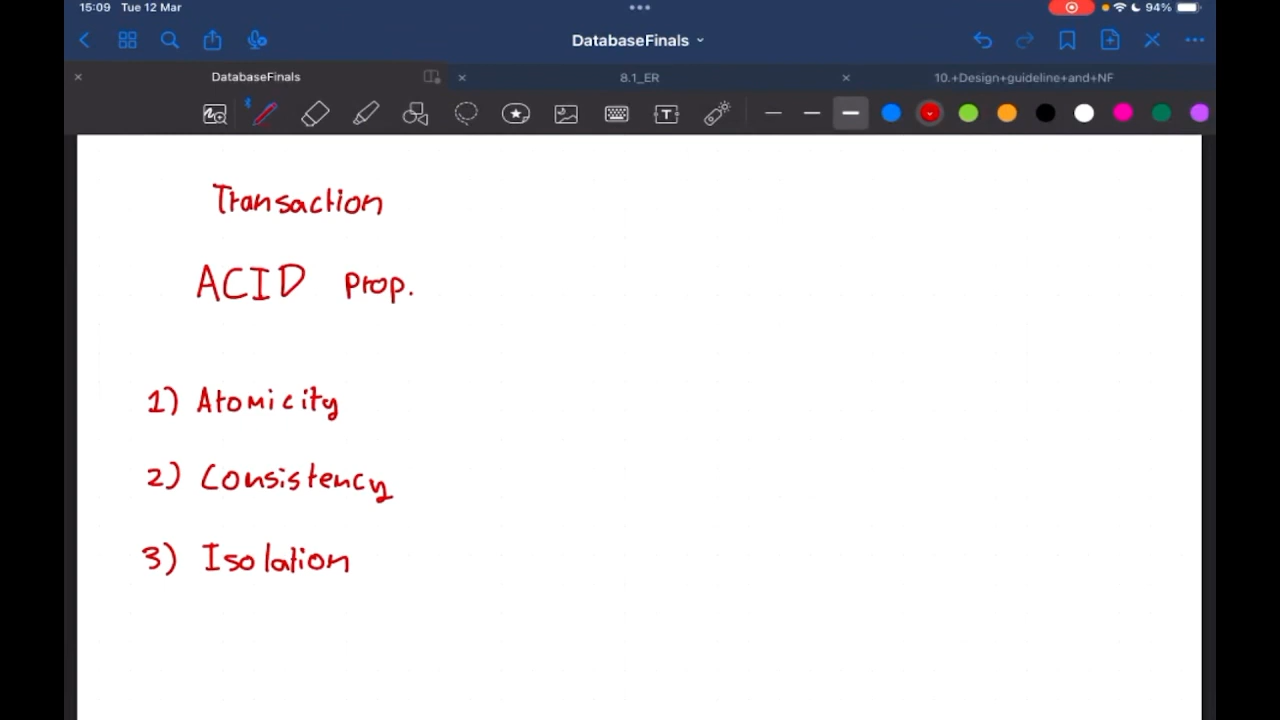 15:09 Tue 12 Mar
94%
DatabaseFinals
DatabaseFinals
8.1_ER
10.+Design+guideline+and+NF
Transaction
ACID Prop.
1) Atomicity
2) Consistency
3) Isolation